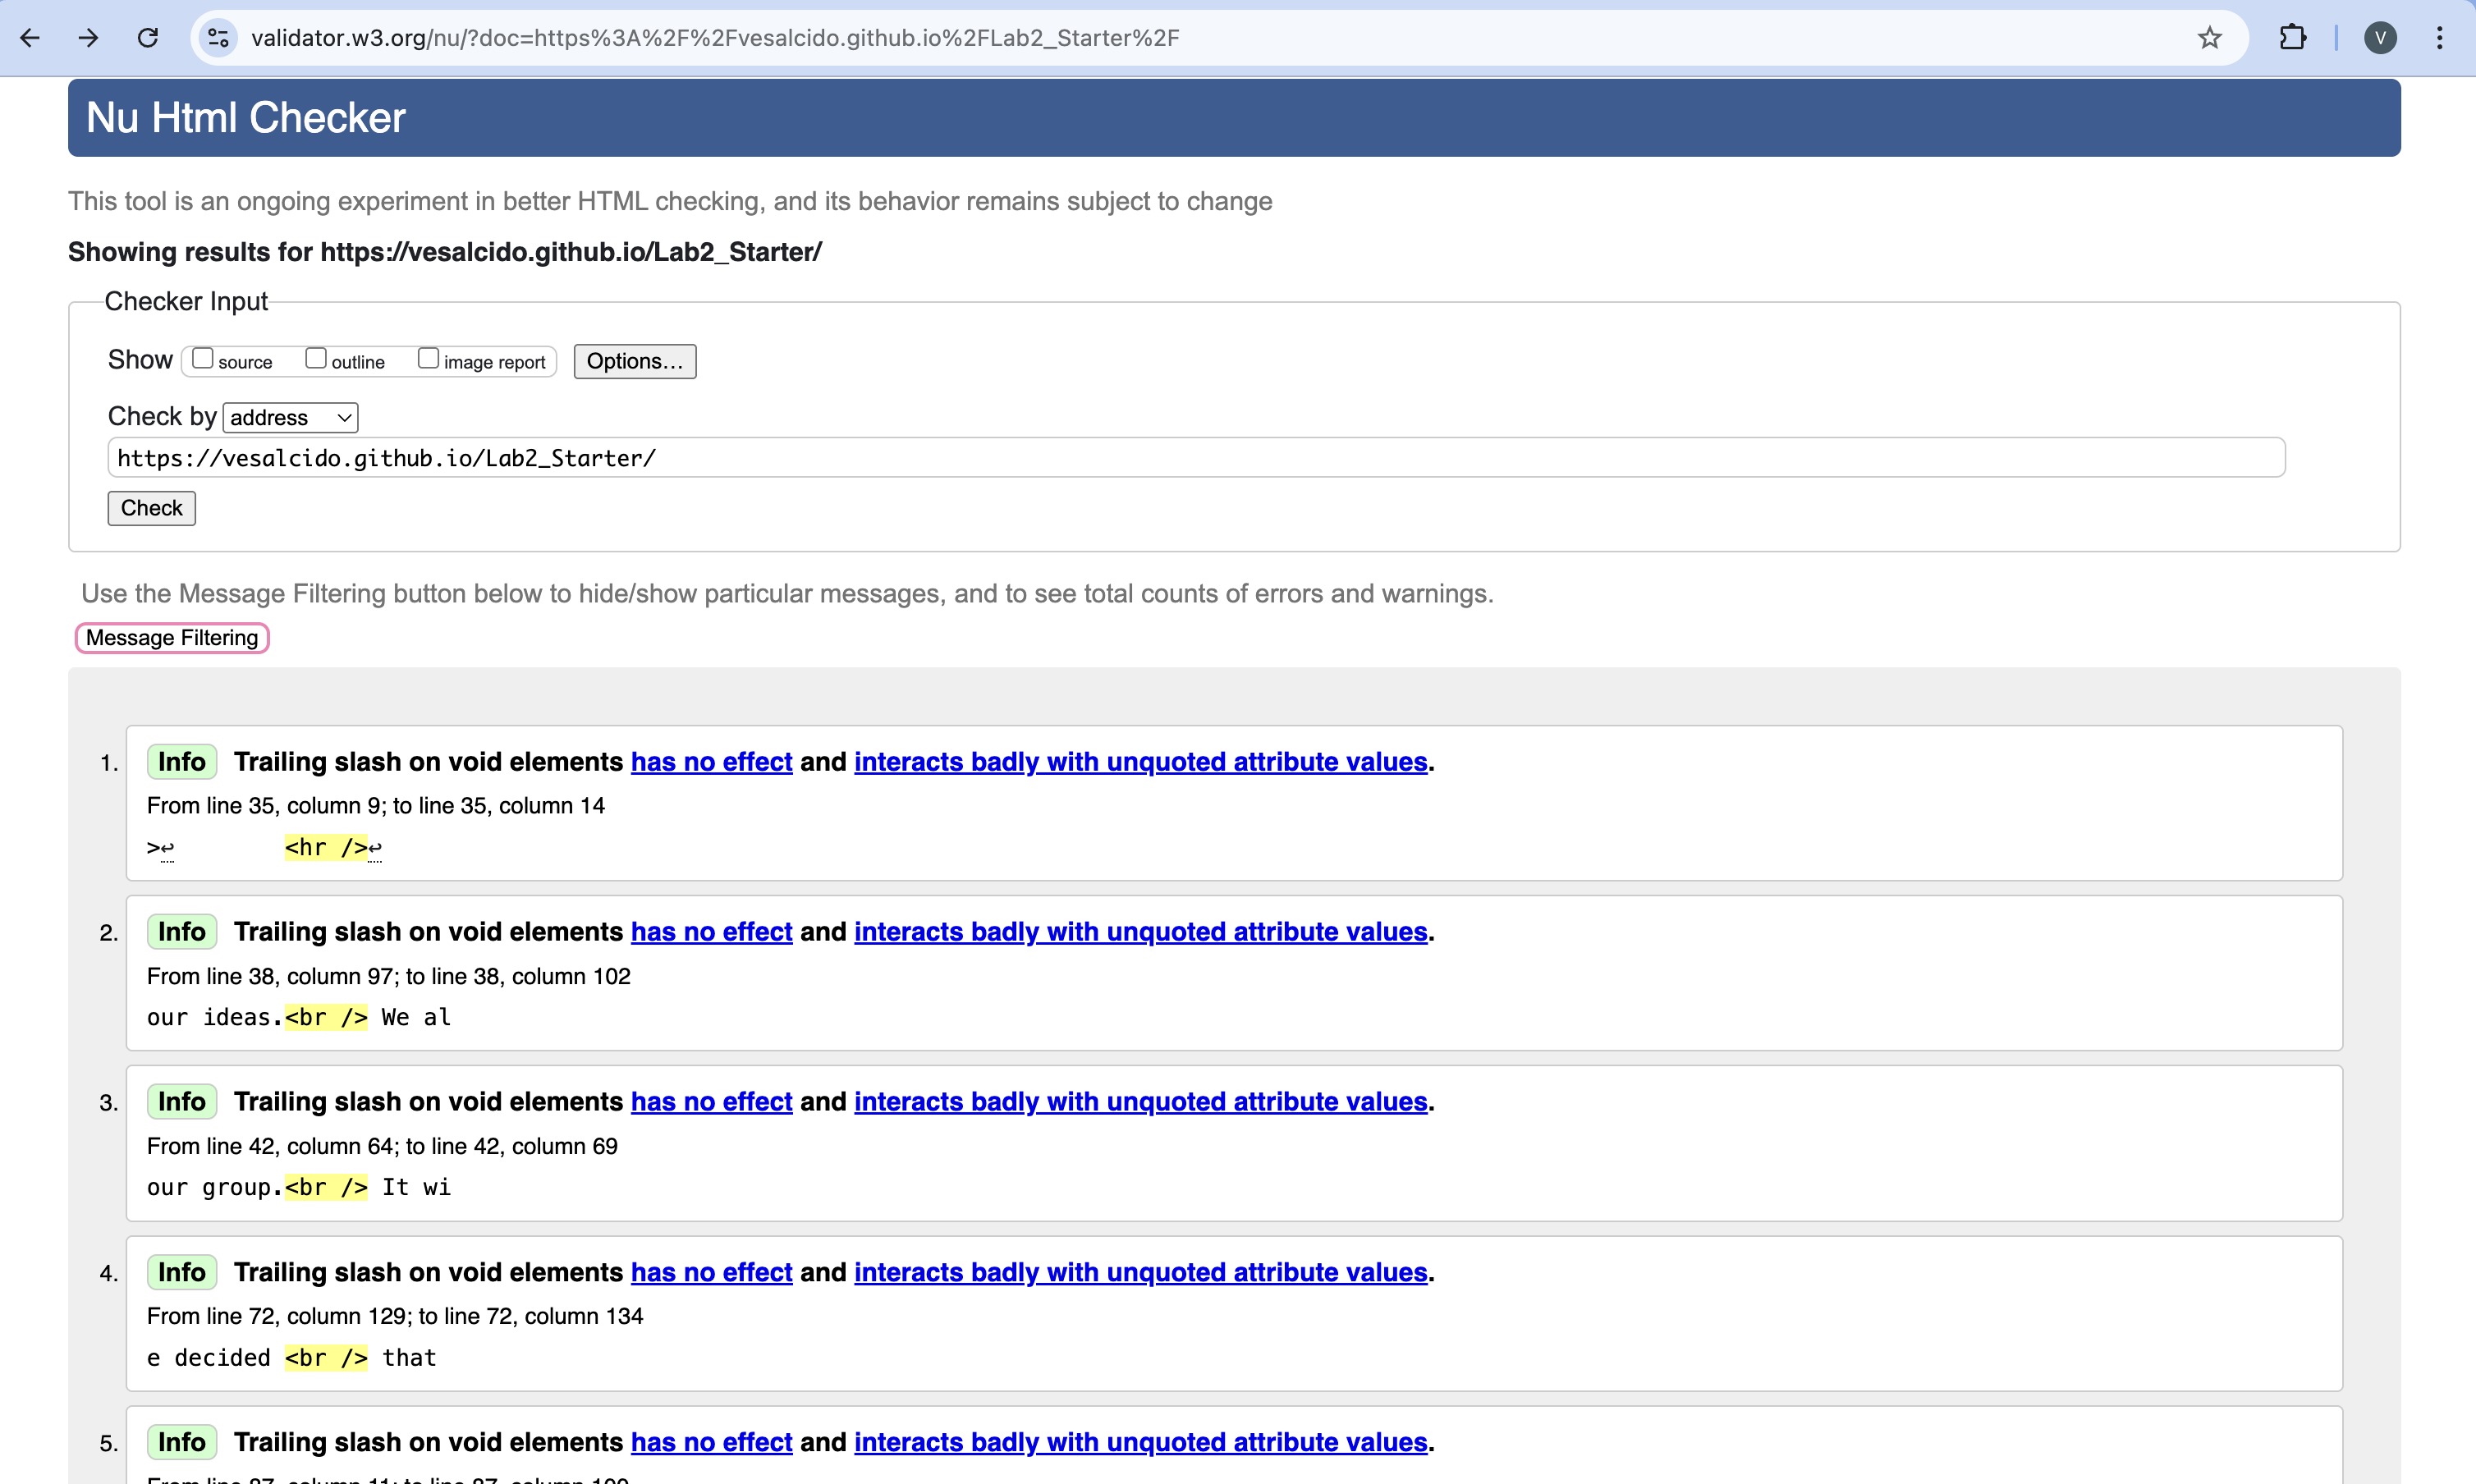 validator.w3.org/nu/?doc=https%3A%2F%2Fvesalcido.github.io%2FLab2_Starter%2F
V
Nu Html Checker
This tool is an ongoing experiment in better HTML checking, and its behavior remains subject to change
Showing results for https://vesalcido.github.io/Lab2_Starter/
Checker Input
Show source outline image report Options...
Check by address
https://vesalcido.github.io/Lab2_Starter/
Check
Use the Message Filtering button below to hide/show particular messages, and to see total counts of errors and warnings.
Message Filtering
1. Info Trailing slash on void elements has no effect and interacts badly with unquoted attribute values.
From line 35, column 9; to line 35, column 14
>↩ <hr />↩
2. Info Trailing slash on void elements has no effect and interacts badly with unquoted attribute values.
From line 38, column 97; to line 38, column 102
our ideas.<br /> We al
3. Info Trailing slash on void elements has no effect and interacts badly with unquoted attribute values.
From line 42, column 64; to line 42, column 69
our group.<br /> It wi
4. Info Trailing slash on void elements has no effect and interacts badly with unquoted attribute values.
From line 72, column 129; to line 72, column 134
e decided <br /> that
5. Info Trailing slash on void elements has no effect and interacts badly with unquoted attribute values.